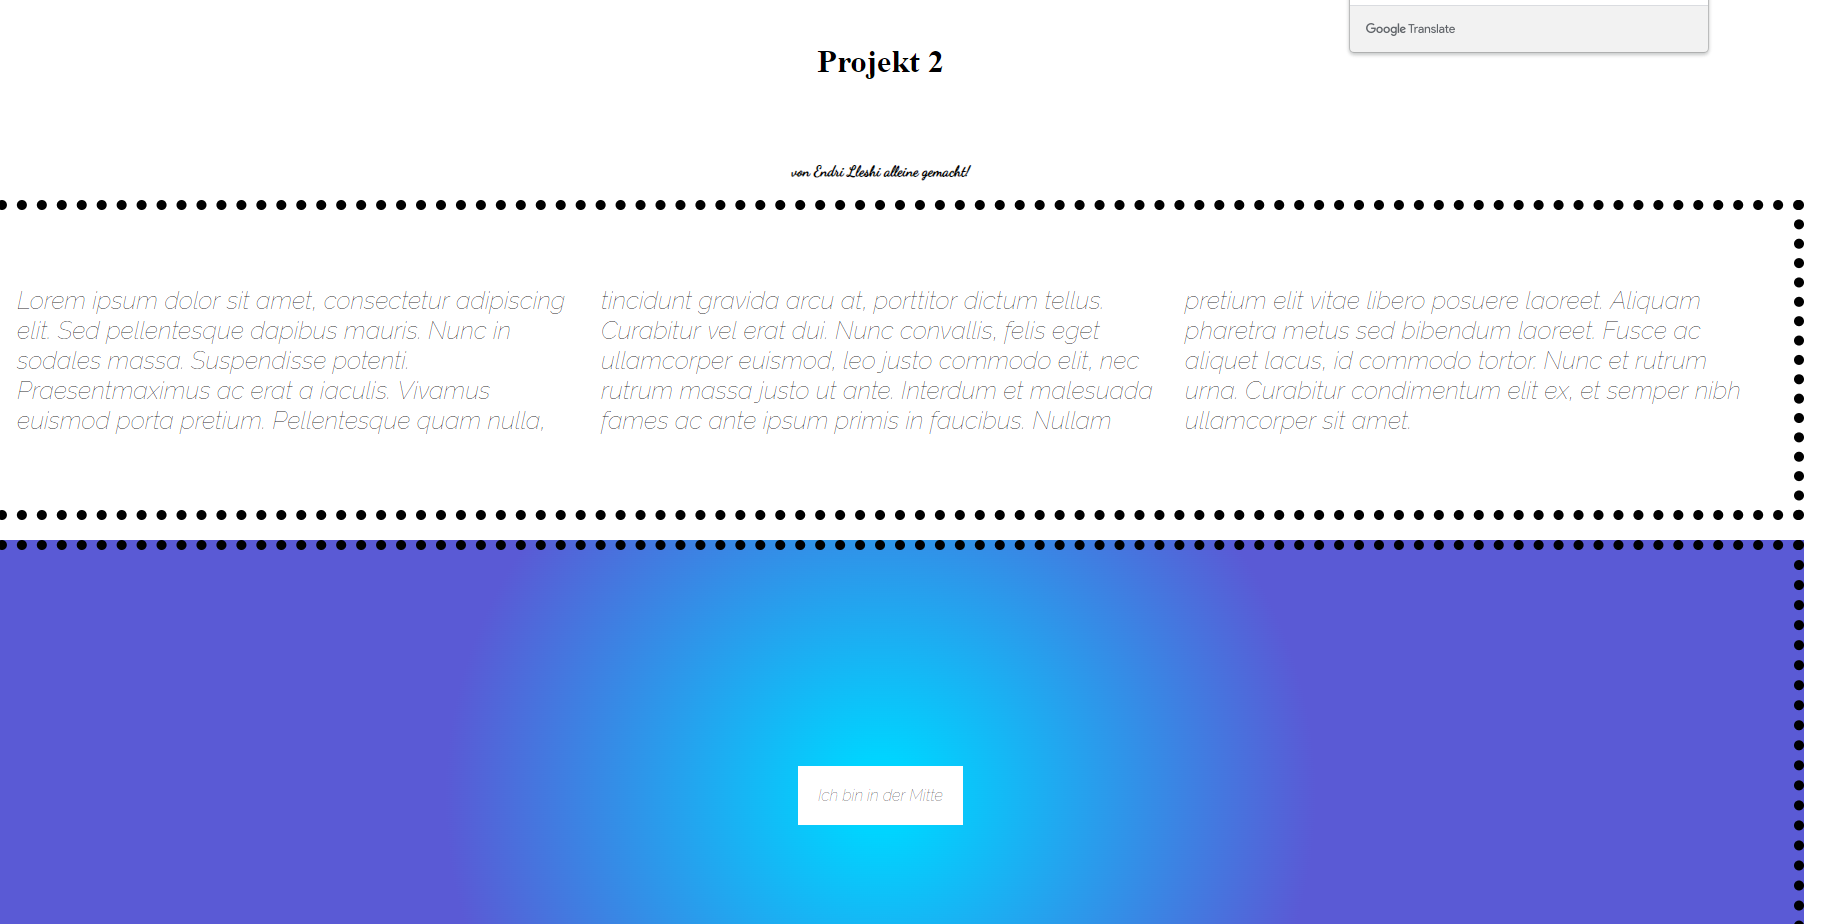 Google Translate
Projekt 2
von Endri Lleshi alleine gemacht!
Lorem ipsum dolor sit amet, consectetur adipiscing
elit. Sed pellentesque dapibus mauris. Nunc in
sodales massa. Suspendisse potenti.
Praesentmaximus ac erat a iaculis. Vivamus
euismod porta pretium. Pellentesque quam nulla,
tincidunt gravida arcu at, porttitor dictum tellus.
Curabitur vel erat dui. Nunc convallis, felis eget
ullamcorper euismod, leo justo commodo elit, nec
rutrum massa justo ut ante. Interdum et malesuada
fames ac ante ipsum primis in faucibus. Nullam
pretium elit vitae libero posuere laoreet. Aliquam
pharetra metus sed bibendum laoreet. Fusce ac
aliquet lacus, id commodo tortor. Nunc et rutrum
urna. Curabitur condimentum elit ex, et semper nibh
ullamcorper sit amet.
Ich bin in der Mitte